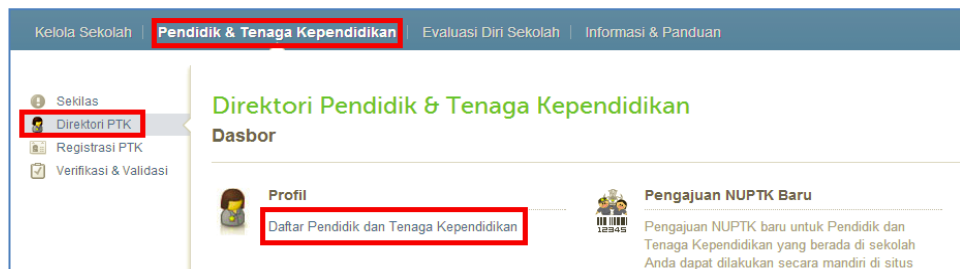 Kelola Sekolah | Pendidik & Tenaga Kependidikan | Evaluasi Diri Sekolah | Informasi & Panduan
Sekilas
Direktori PTK
Registrasi PTK
Verifikasi & Validasi
Direktori Pendidik & Tenaga Kependidikan
Dasbor
Profil
Daftar Pendidik dan Tenaga Kependidikan
12345
Pengajuan NUPTK Baru
Pengajuan NUPTK baru untuk Pendidik dan
Tenaga Kependidikan yang berada di sekolah
Anda dapat dilakukan secara mandiri di situs